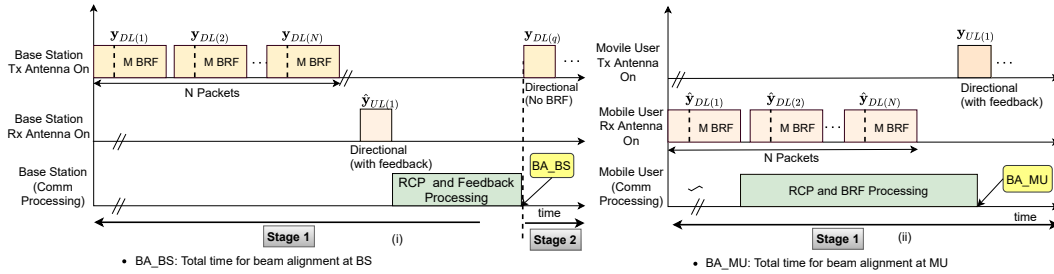 Base Station
Tx Antenna On
y_DL(1)
y_DL(2)
y_DL(N)
M BRF
M BRF
...
M BRF
N Packets
y_DL(q)
...
Directional
(No BRF)
Base Station
Rx Antenna On
ŷ_UL(1)
Directional
(with feedback)
Base Station
(Comm
Processing)
RCP and Feedback
Processing
BA_BS
time
Stage 1
(i)
Stage 2
• BA_BS: Total time for beam alignment at BS
Movile User
Tx Antenna
On
y_UL(1)
...
Directional
(with feedback)
Mobile User
Rx Antenna
On
ŷ_DL(1)
ŷ_DL(2)
ŷ_DL(N)
M BRF
M BRF
...
M BRF
N Packets
Mobile User
(Comm
Processing)
RCP and BRF Processing
BA_MU
time
Stage 1
(ii)
• BA_MU: Total time for beam alignment at MU